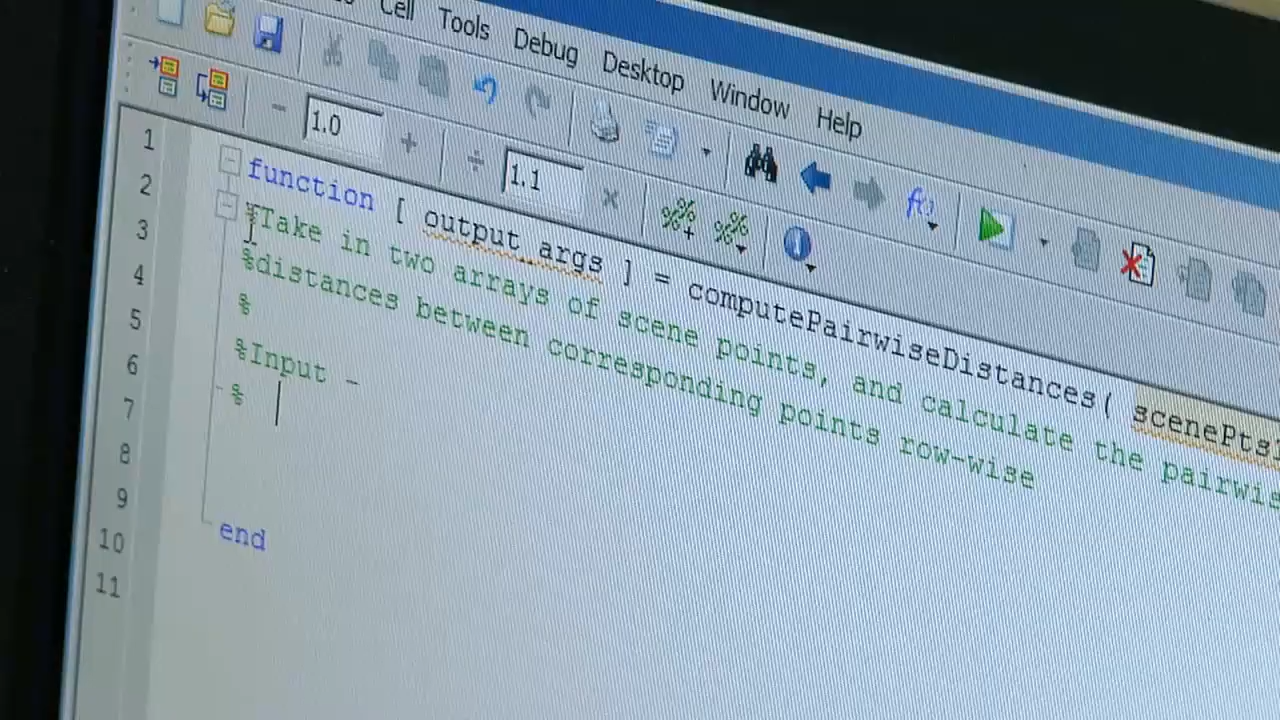 Cell Tools Debug Desktop Window Help
1.0 1.1
1 function [ output_args ] = computePairwiseDistances( scenePts1
2 %Take in two arrays of scene points, and calculate the pairwis
3 %distances between corresponding points row-wise
4 %
5 %Input -
6 %
7
8
9 end
10
11